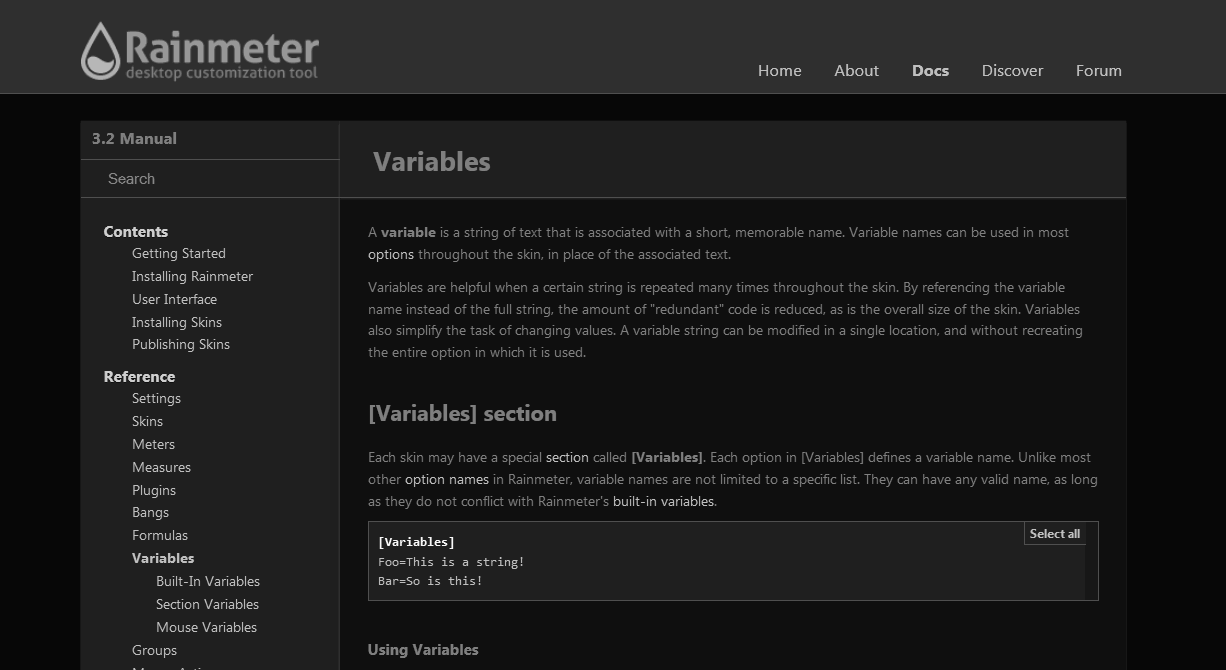 Rainmeter
desktop customization tool
Home
About
Docs
Discover
Forum
3.2 Manual
Search
Contents
Getting Started
Installing Rainmeter
User Interface
Installing Skins
Publishing Skins
Reference
Settings
Skins
Meters
Measures
Plugins
Bangs
Formulas
Variables
Built-In Variables
Section Variables
Mouse Variables
Groups
Variables
A variable is a string of text that is associated with a short, memorable name. Variable names can be used in most
options throughout the skin, in place of the associated text.
Variables are helpful when a certain string is repeated many times throughout the skin. By referencing the variable
name instead of the full string, the amount of "redundant" code is reduced, as is the overall size of the skin. Variables
also simplify the task of changing values. A variable string can be modified in a single location, and without recreating
the entire option in which it is used.
[Variables] section
Each skin may have a special section called [Variables]. Each option in [Variables] defines a variable name. Unlike most
other option names in Rainmeter, variable names are not limited to a specific list. They can have any valid name, as long
as they do not conflict with Rainmeter's built-in variables.
Select all
[Variables]
Foo=This is a string!
Bar=So is this!
Using Variables